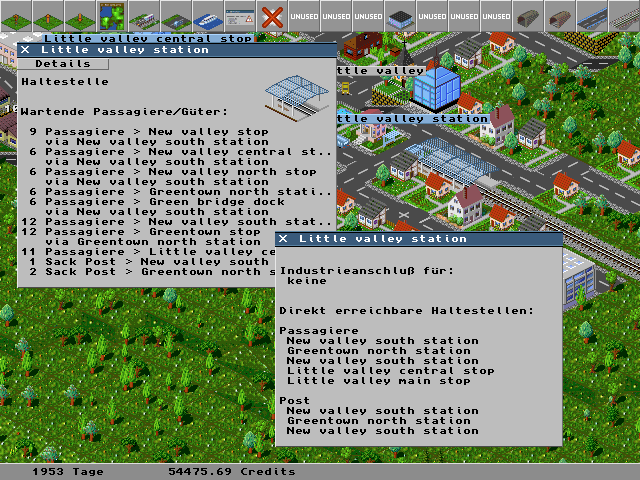 UNUSED UNUSED UNUSED UNUSED UNUSED UNUSED
Little valley central stop
X Little valley station
Details
Haltestelle
Wartende Passagiere/Güter:
9 Passagiere > New valley stop
via New valley south station
6 Passagiere > New valley central st..
via New valley south station
6 Passagiere > New valley north stop
via New valley south station
6 Passagiere > Greentown north stati..
6 Passagiere > Green bridge dock
via New valley south station
12 Passagiere > New valley south stat..
12 Passagiere > Greentown stop
via Greentown north station
11 Passagiere > Little valley ce
1 Sack Post > New valley south
2 Sack Post > Greentown north s
ttle valley
ttle valley station
X Little valley station
Industrieanschluß für:
keine
Direkt erreichbare Haltestellen:
Passagiere
New valley south station
Greentown north station
New valley south station
Little valley central stop
Little valley main stop
Post
New valley south station
Greentown north station
New valley south station
1953 Tage 54475.69 Credits